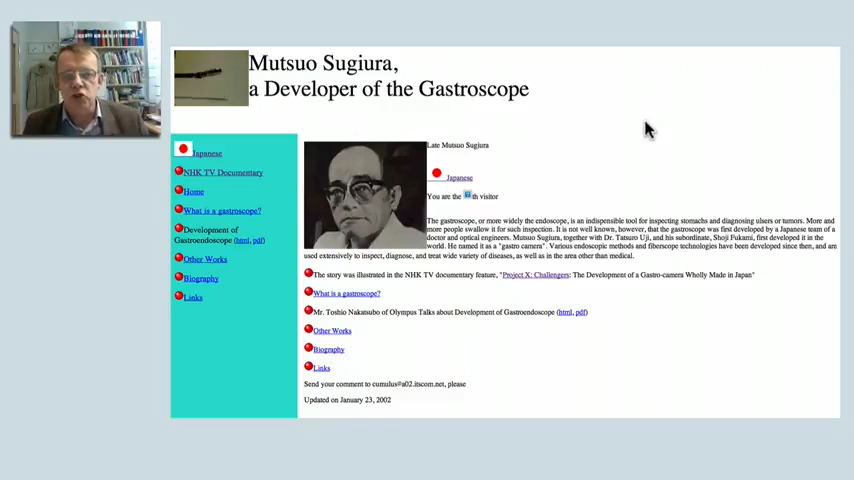 Mutsuo Sugiura,
a Developer of the Gastroscope
Japanese
NHK TV Documentary
Home
What is a gastroscope?
Development of
Gastroendoscope (html, pdf)
Other Works
Biography
Links
Late Mutsuo Sugiura
Japanese
You are the th visitor
The gastroscope, or more widely the endoscope, is an indispensible tool for inspecting stomachs and diagnosing ulsers or tumors. More and
more people swallow it for such inspection. It is not well known, however, that the gastroscope was first developed by a Japanese team of a
doctor and optical engineers. Mutsuo Sugiura, together with Dr. Tatsuro Uji, and his subordinate, Shoji Fukami, first developed it in the
world. He named it as a "gastro camera". Various endoscopic methods and fiberscope technologies have been developed since then, and are
used extensively to inspect, diagnose, and treat wide variety of diseases, as well as in the area other than medical.
The story was illustrated in the NHK TV documentary feature, "Project X: Challengers: The Development of a Gastro-camera Wholly Made in Japan"
What is a gastroscope?
Mr. Toshio Nakatsubo of Olympus Talks about Development of Gastroendoscope (html, pdf)
Other Works
Biography
Links
Send your comment to cumulus#a02.itscom.net, please
Updated on January 23, 2002